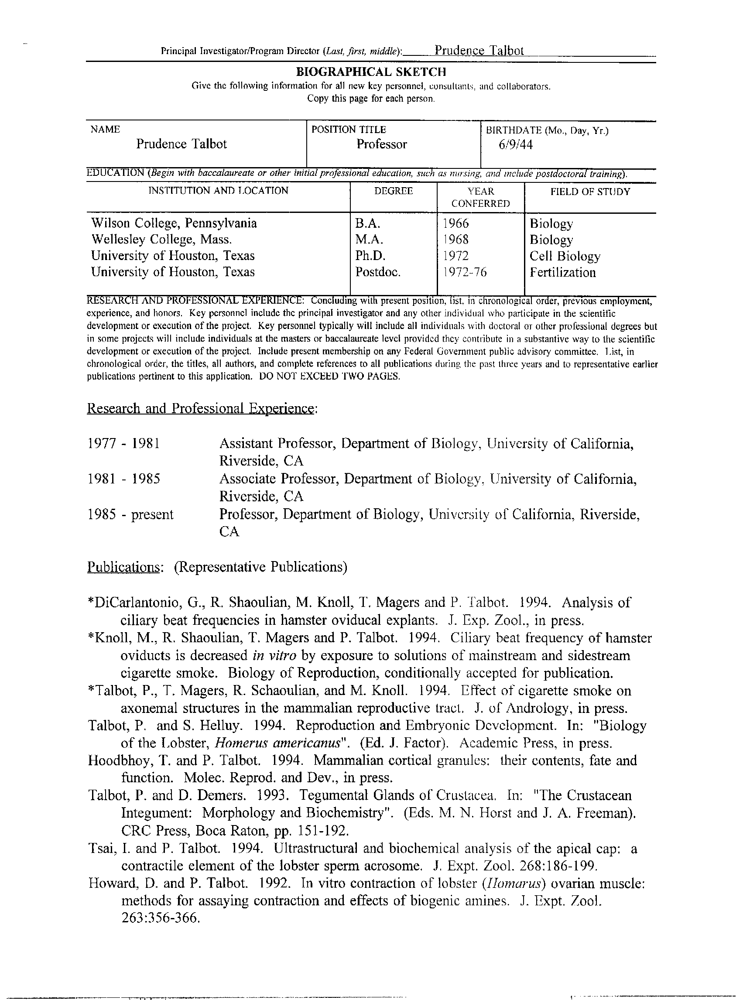 Principal Investigator/Program Director (Last, first, middle): Prudence Talbot
BIOGRAPHICAL SKETCH
Give the following information for all new key personnel, consultants, and collaborators.
Copy this page for each person.
NAME POSITION TITLE BIRTHDATE (Mo., Day, Yr.)
Prudence Talbot Professor 6/9/44
EDUCATION (Begin with baccalaureate or other initial professional education, such as nursing, and include postdoctoral training).
INSTITUTION AND LOCATION DEGREE YEAR CONFERRED FIELD OF STUDY
Wilson College, Pennsylvania B.A. 1966 Biology
Wellesley College, Mass. M.A. 1968 Biology
University of Houston, Texas Ph.D. 1972 Cell Biology
University of Houston, Texas Postdoc. 1972-76 Fertilization
RESEARCH AND PROFESSIONAL EXPERIENCE: Concluding with present position, list, in chronological order, previous employment,
experience, and honors. Key personnel include the principal investigator and any other individual who participate in the scientific
development or execution of the project. Key personnel typically will include all individuals with doctoral or other professional degrees but
in some projects will include individuals at the masters or baccalaureate level provided they contribute in a substantive way to the scientific
development or execution of the project. Include present membership on any Federal Government public advisory committee. List, in
chronological order, the titles, all authors, and complete references to all publications during the past three years and to representative earlier
publications pertinent to this application. DO NOT EXCEED TWO PAGES.
Research and Professional Experience:
1977 - 1981 Assistant Professor, Department of Biology, University of California,
Riverside, CA
1981 - 1985 Associate Professor, Department of Biology, University of California,
Riverside, CA
1985 - present Professor, Department of Biology, University of California, Riverside,
CA
Publications: (Representative Publications)
*DiCarlantonio, G., R. Shaoulian, M. Knoll, T. Magers and P. Talbot. 1994. Analysis of
ciliary beat frequencies in hamster oviducal explants. J. Exp. Zool., in press.
*Knoll, M., R. Shaoulian, T. Magers and P. Talbot. 1994. Ciliary beat frequency of hamster
oviducts is decreased in vitro by exposure to solutions of mainstream and sidestream
cigarette smoke. Biology of Reproduction, conditionally accepted for publication.
*Talbot, P., T. Magers, R. Schaoulian, and M. Knoll. 1994. Effect of cigarette smoke on
axonemal structures in the mammalian reproductive tract. J. of Andrology, in press.
Talbot, P. and S. Helluy. 1994. Reproduction and Embryonic Development. In: "Biology
of the Lobster, Homerus americanus". (Ed. J. Factor). Academic Press, in press.
Hoodbhoy, T. and P. Talbot. 1994. Mammalian cortical granules: their contents, fate and
function. Molec. Reprod. and Dev., in press.
Talbot, P. and D. Demers. 1993. Tegumental Glands of Crustacea. In: "The Crustacean
Integument: Morphology and Biochemistry". (Eds. M. N. Horst and J. A. Freeman).
CRC Press, Boca Raton, pp. 151-192.
Tsai, I. and P. Talbot. 1994. Ultrastructural and biochemical analysis of the apical cap: a
contractile element of the lobster sperm acrosome. J. Expt. Zool. 268:186-199.
Howard, D. and P. Talbot. 1992. In vitro contraction of lobster (Homarus) ovarian muscle:
methods for assaying contraction and effects of biogenic amines. J. Expt. Zool.
263:356-366.